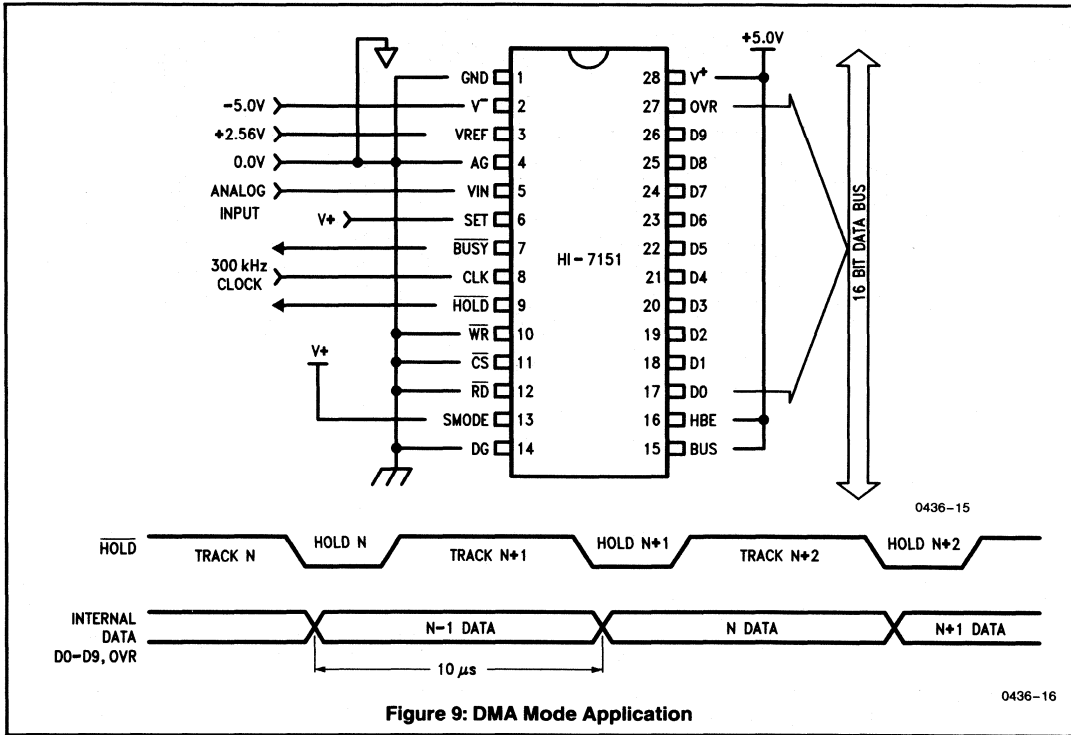 +5.0V
GND 1 28 V+
-5.0V V- 2 27 OVR
+2.56V VREF 3 26 D9
0.0V AG 4 25 D8
ANALOG INPUT VIN 5 24 D7
V+ SET 6 23 D6
BUSY 7 22 D5
HI-7151
300 kHz CLOCK CLK 8 21 D4
HOLD 9 20 D3
WR 10 19 D2
V+ CS 11 18 D1
RD 12 17 D0
SMODE 13 16 HBE
DG 14 15 BUS
16 BIT DATA BUS
0436-15
HOLD TRACK N HOLD N TRACK N+1 HOLD N+1 TRACK N+2 HOLD N+2
INTERNAL
DATA N-1 DATA N DATA N+1 DATA
D0-D9, OVR
10 μs
0436-16
Figure 9: DMA Mode Application